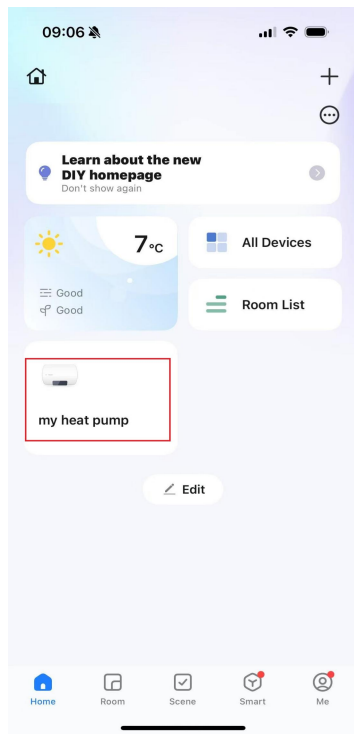 09:06
Learn about the new
DIY homepage
Don't show again
7°C
Good
Good
All Devices
Room List
my heat pump
Edit
Home
Room
Scene
Smart
Me